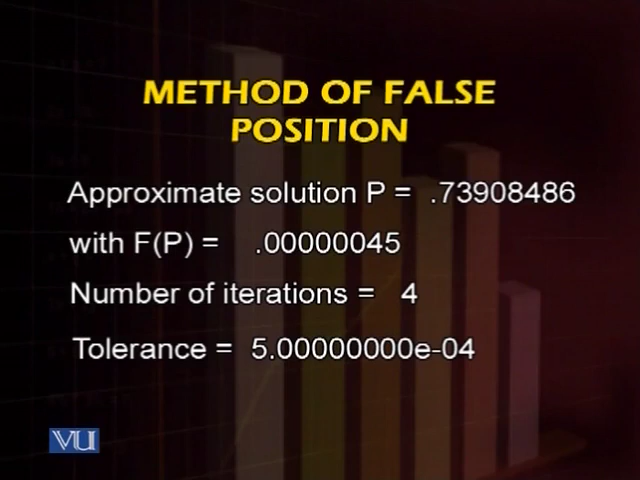 METHOD OF FALSE
POSITION
Approximate solution P = .73908486
with F(P) = .00000045
Number of iterations = 4
Tolerance = 5.00000000e-04
VU